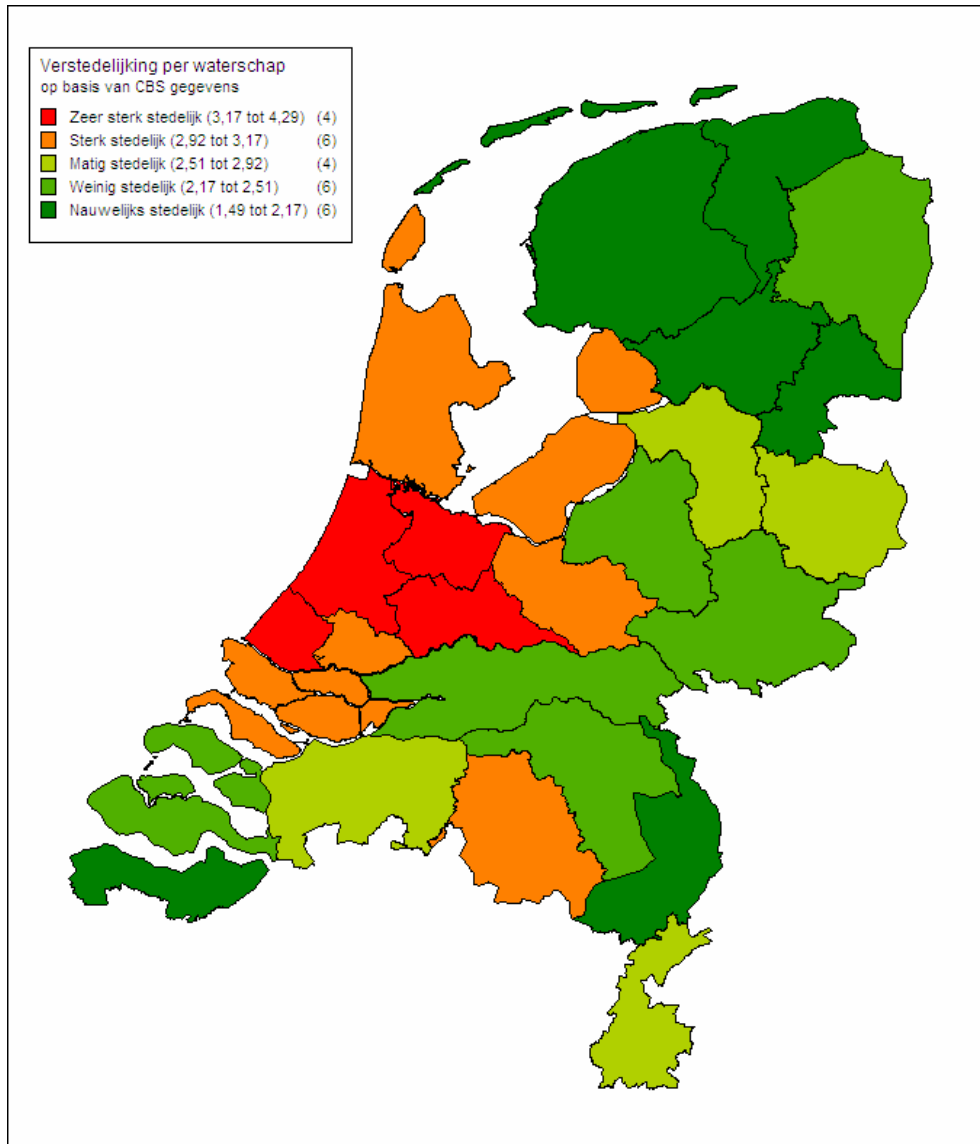 Verstedelijking per waterschap
op basis van CBS gegevens
Zeer sterk stedelijk (3,17 tot 4,29) (4)
Sterk stedelijk (2,92 tot 3,17) (6)
Matig stedelijk (2,51 tot 2,92) (4)
Weinig stedelijk (2,17 tot 2,51) (6)
Nauwelijks stedelijk (1,49 tot 2,17) (6)